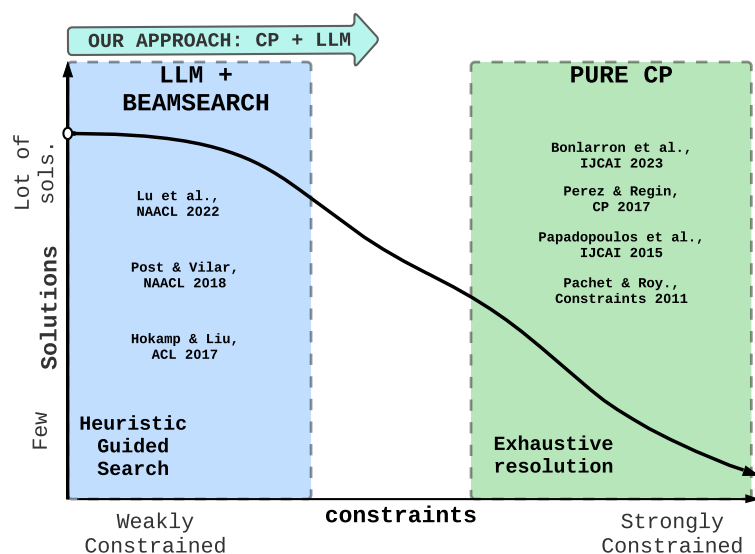 OUR APPROACH: CP + LLM
LLM +
BEAMSEARCH
PURE CP
Lot of
sols.
Solutions
Few
Lu et al.,
NAACL 2022
Post & Vilar,
NAACL 2018
Hokamp & Liu,
ACL 2017
Heuristic
Guided
Search
Bonlarron et al.,
IJCAI 2023
Perez & Regin,
CP 2017
Papadopoulos et al.,
IJCAI 2015
Pachet & Roy.,
Constraints 2011
Exhaustive
resolution
constraints
Weakly
Constrained
Strongly
Constrained